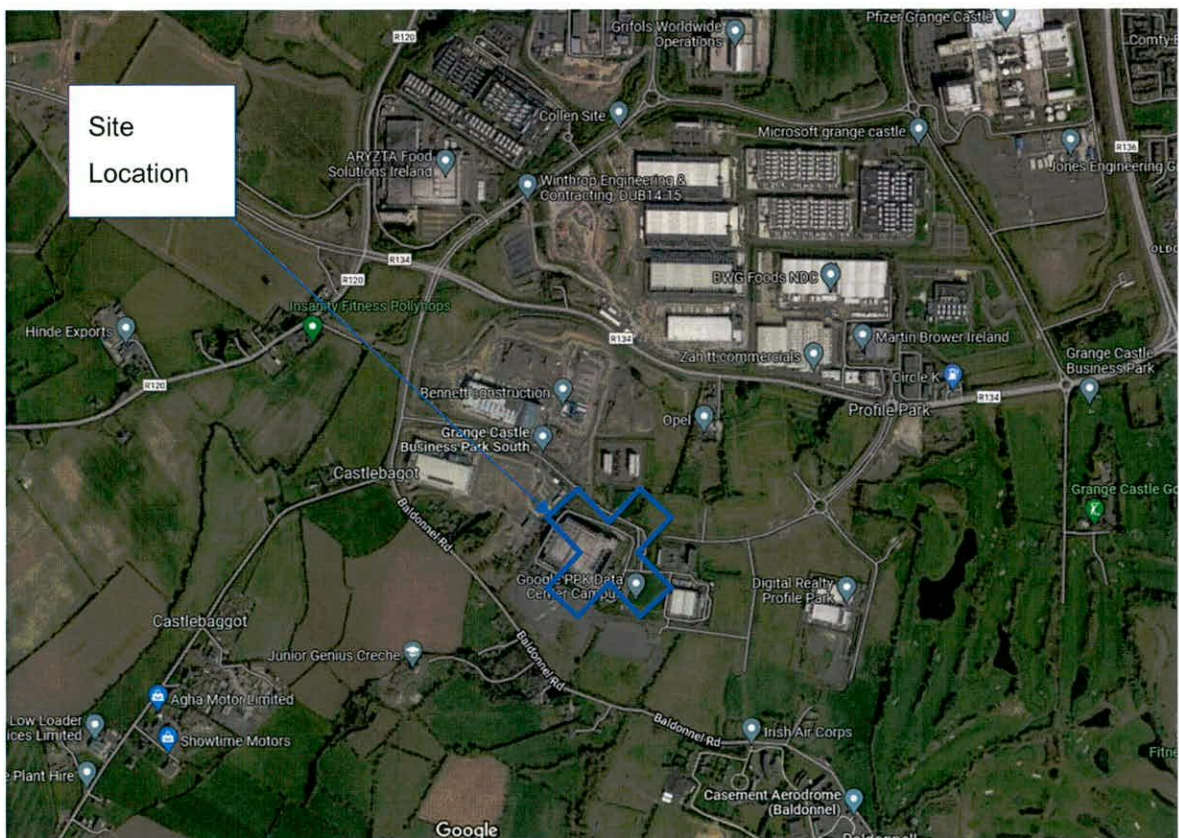 Pfizer Grange Castle
Grifols Worldwide
Operations
R120
Collen Site
Microsoft grange castle
R136
Jones Engineering G
Site
Location
ARYZTA Food
Solutions Ireland
Winthrop Engineering &
Contracting, DUB14-15
R134
R120
BWG Foods NDC
Insanity Fitness Pollyhops
Hinde Exports
R134
Martin Brower Ireland
Grange Castle
Business Park
Circle K
R120
Bennett construction
Profile Park
R134
Opel
Grange Castle
Business Park South
Castlebagot
Grange Castle Go
Baldonnel Rd
Google PPK Data
Center Campu
Digital Realty
Profile Park
Castlebaggot
Junior Genius Creche
Baldonnel Rd
Agha Motor Limited
Low Loader
ices Limited
Showtime Motors
Baldonnel Rd
Irish Air Corps
Fitne
e Plant Hire
Casement Aerodrome
(Baldonnel)
Google